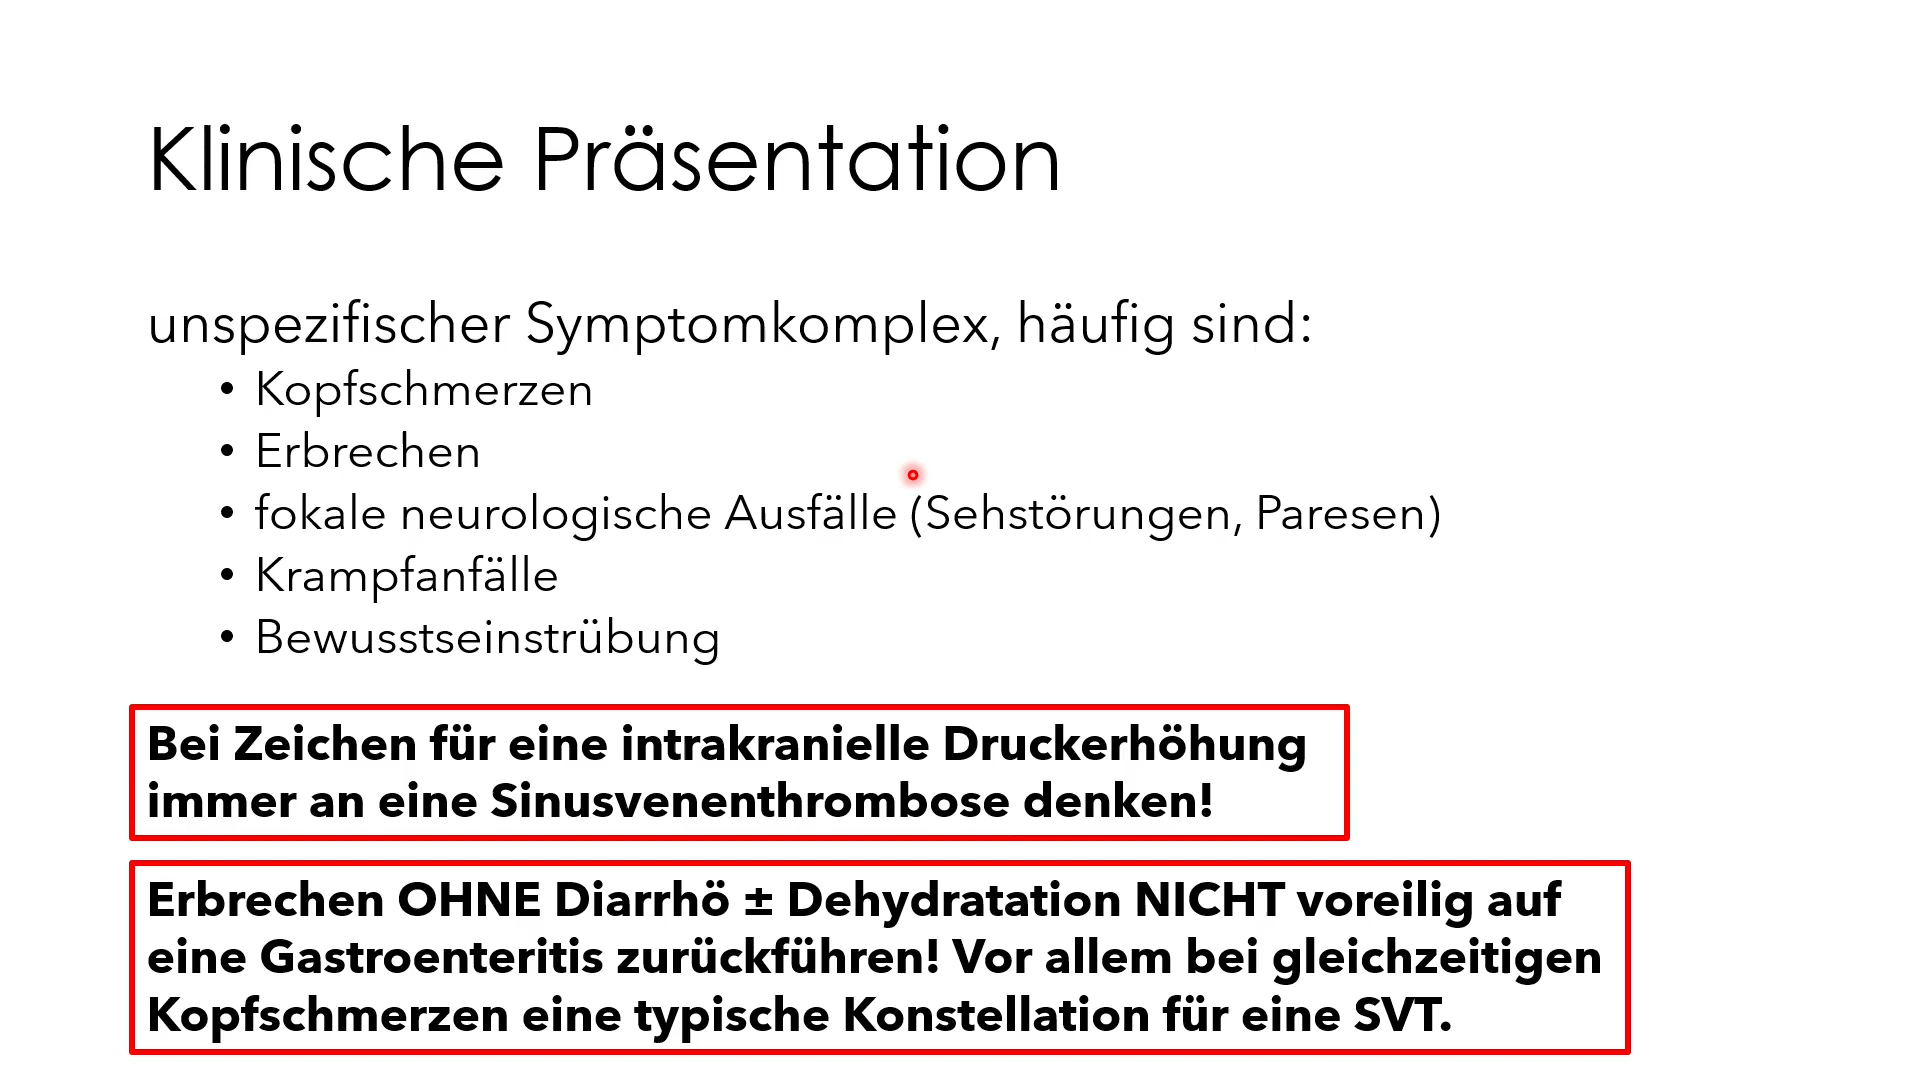 Klinische Präsentation
unspezifischer Symptomkomplex, häufig sind:
• Kopfschmerzen
• Erbrechen
• fokale neurologische Ausfälle (Sehstörungen, Paresen)
• Krampfanfälle
• Bewusstseinstrübung
Bei Zeichen für eine intrakranielle Druckerhöhung
immer an eine Sinusvenenthrombose denken!
Erbrechen OHNE Diarrhö ± Dehydratation NICHT voreilig auf
eine Gastroenteritis zurückführen! Vor allem bei gleichzeitigen
Kopfschmerzen eine typische Konstellation für eine SVT.